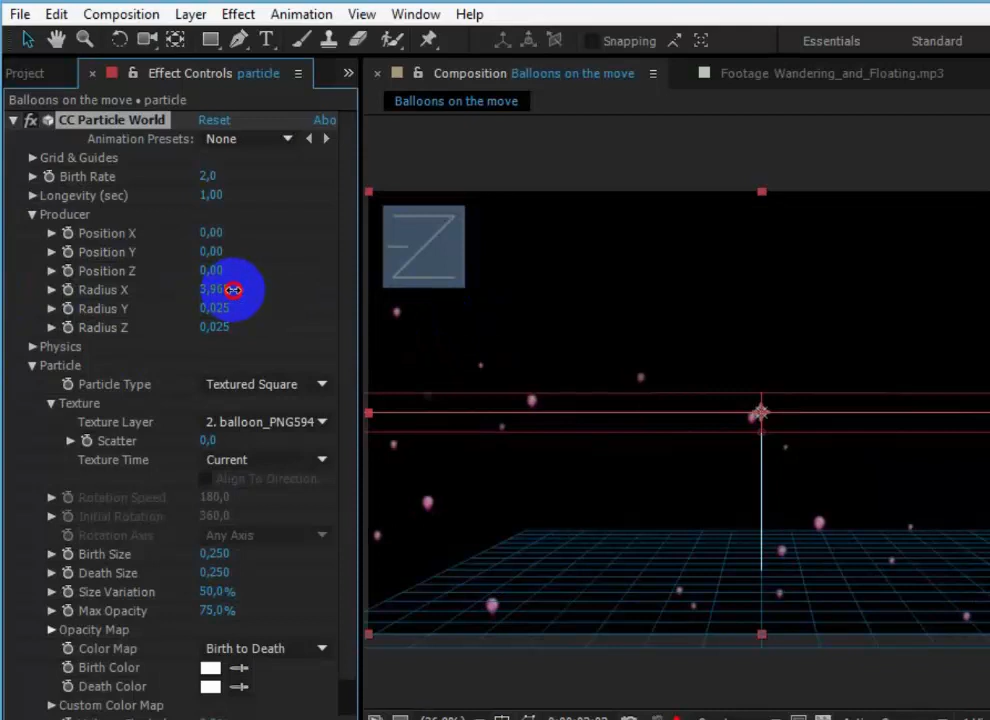 File Edit Composition Layer Effect Animation View Window Help
Snapping Essentials Standard
Project Effect Controls particle Composition Balloons on the move Footage Wandering_and_Floating.mp3
Balloons on the move • particle Balloons on the move
fx CC Particle World Reset Abo
Animation Presets: None
Grid & Guides
Birth Rate 2,0
Longevity (sec) 1,00
Producer
Position X 0,00
Position Y 0,00
Position Z 0,00
Radius X
Radius Y 0,025
Radius Z 0,025
Physics
Particle
Particle Type Textured Square
Texture
Texture Layer 2. balloon_PNG594
Scatter 0,0
Texture Time Current
Align To Direction
Rotation Speed 180,0
Initial Rotation 360,0
Rotation Axis Any Axis
Birth Size 0,250
Death Size 0,250
Size Variation 50,0%
Max Opacity 75,0%
Opacity Map
Color Map Birth to Death
Birth Color
Death Color
Custom Color Map